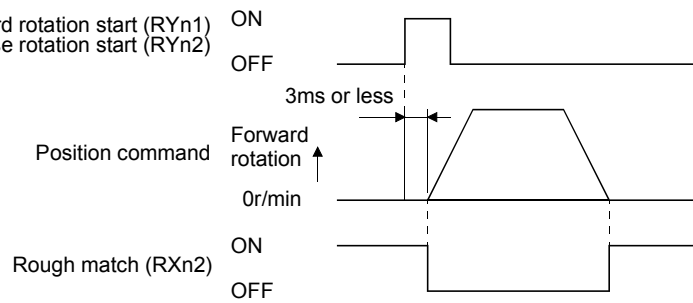 rotation start (RYn1)
rotation start (RYn2)
ON
OFF
3ms or less
Position command
Forward
rotation
0r/min
Rough match (RXn2)
ON
OFF